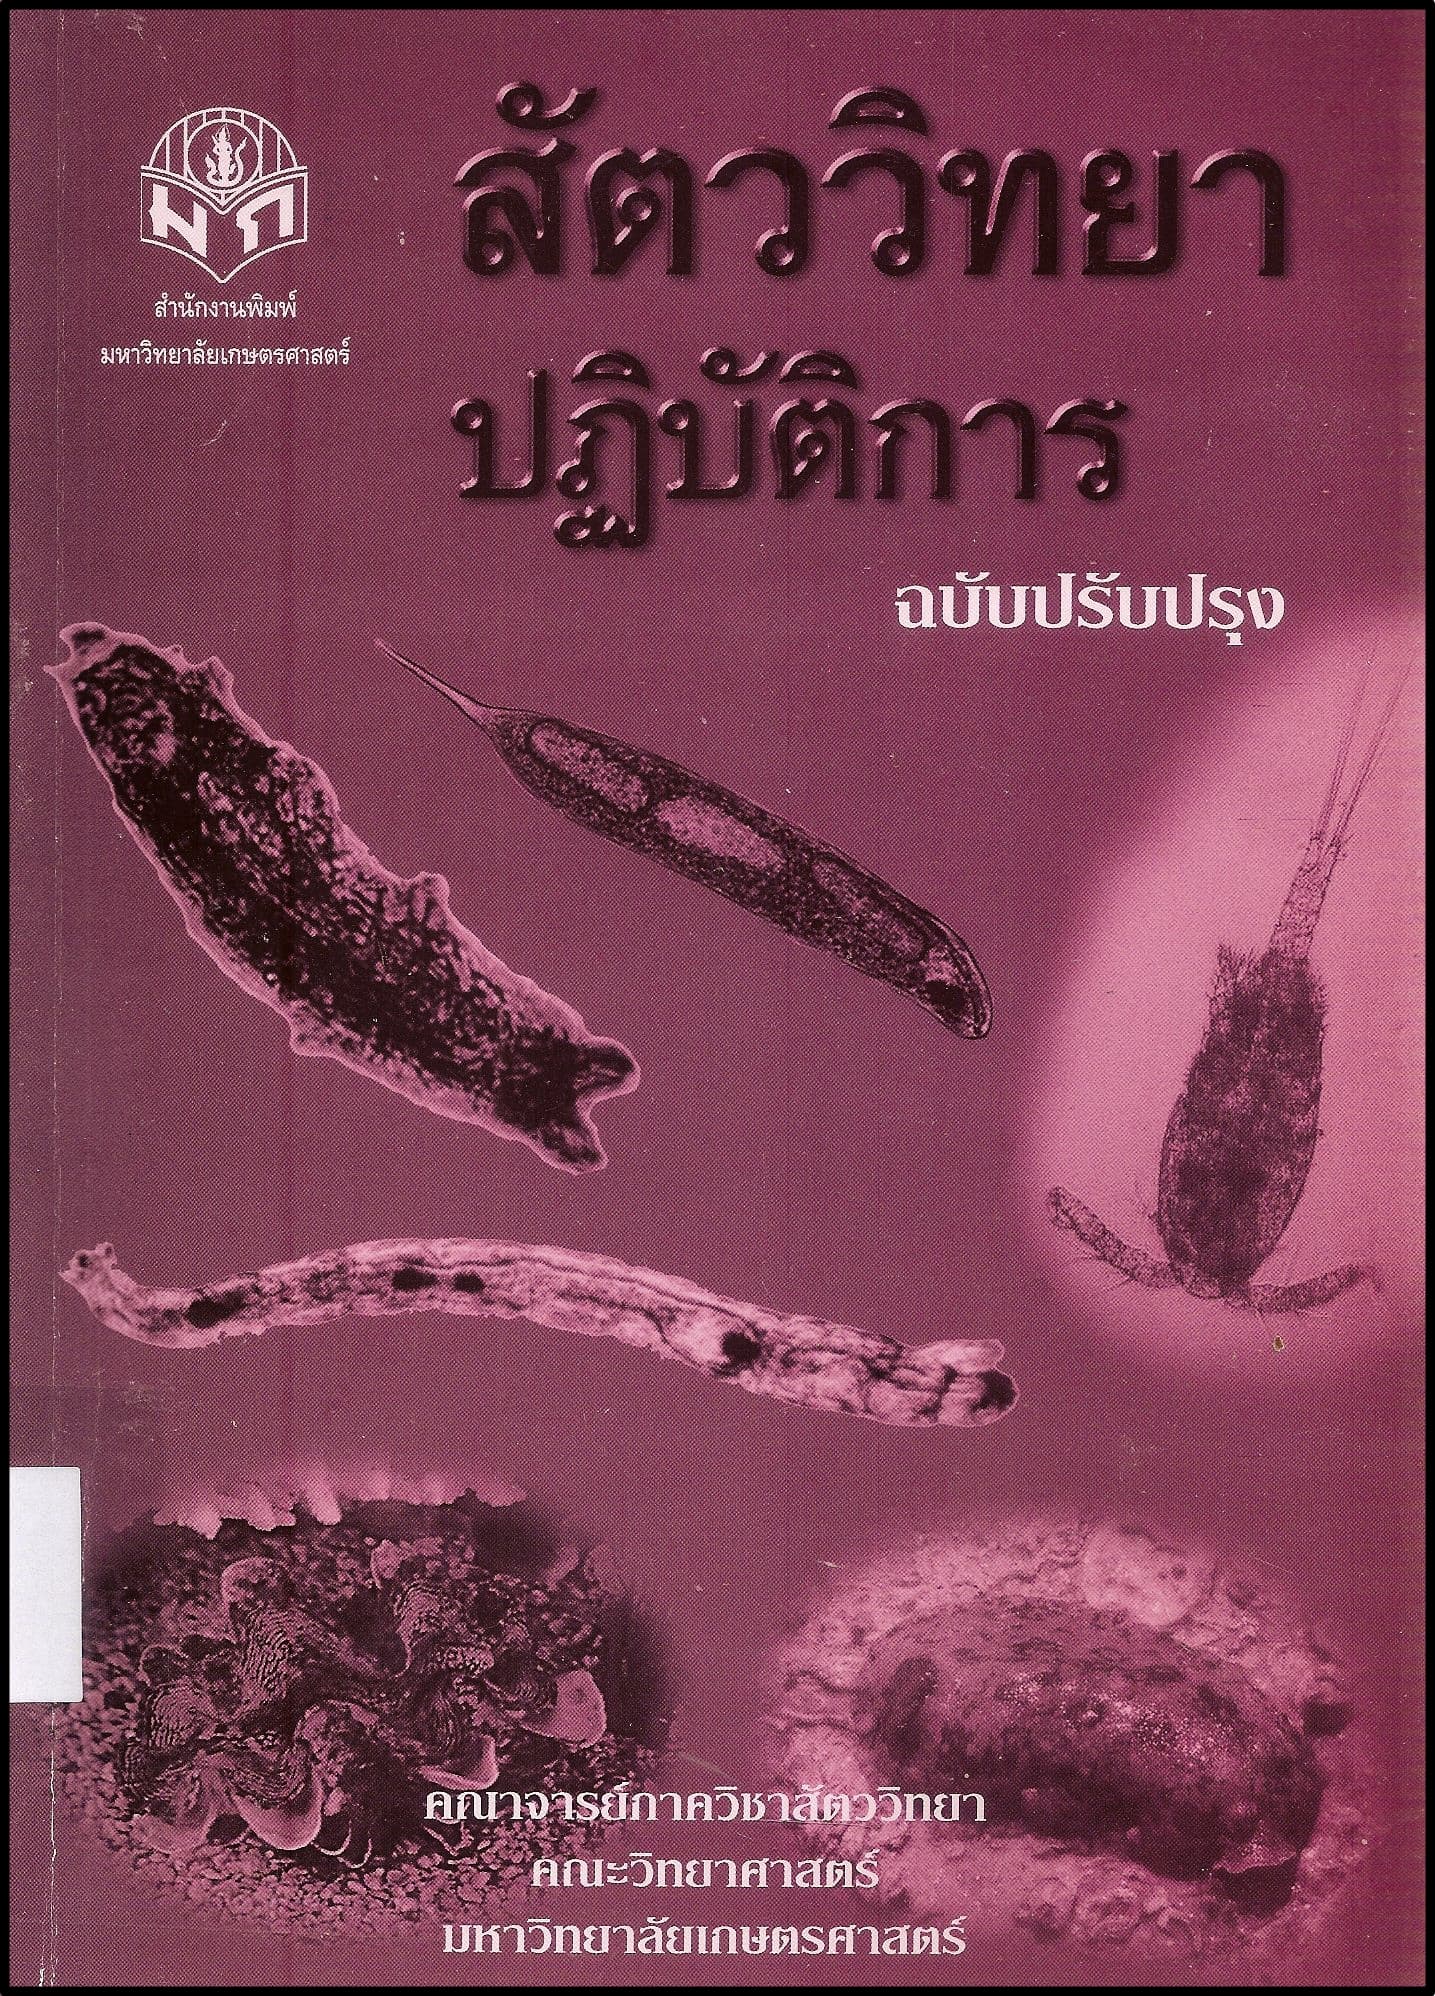 สัตววิทยา
ปฏิบัติการ
ฉบับปรับปรุง
มก
สำนักงานพิมพ์
มหาวิทยาลัยเกษตรศาสตร์
คณาจารย์ภาควิชาสัตววิทยา
คณะวิทยาศาสตร์
มหาวิทยาลัยเกษตรศาสตร์